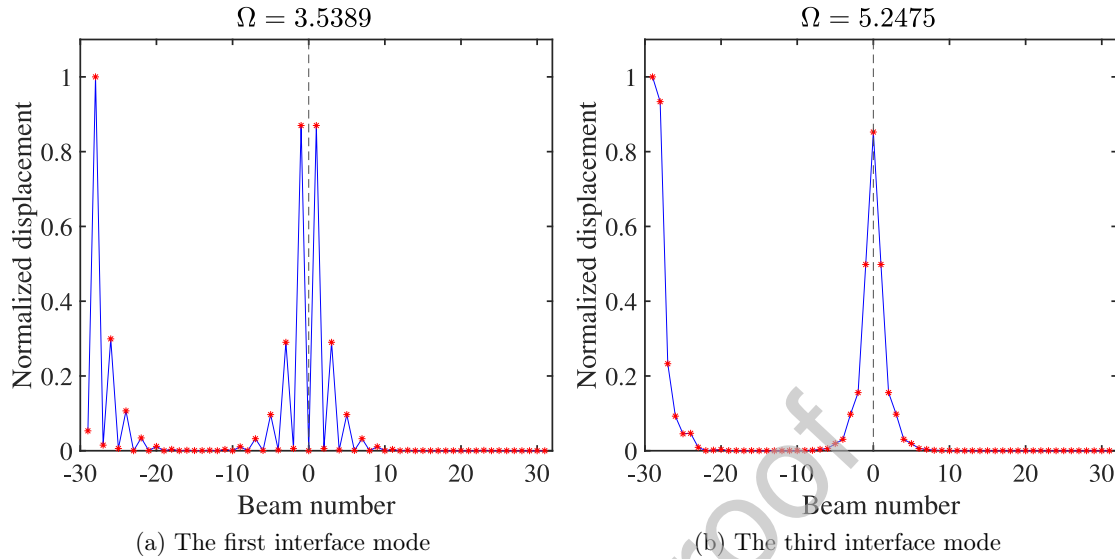 Ω = 3.5389
Normalized displacement
1
0.8
0.6
0.4
0.2
0
-30 -20 -10 0 10 20 30
Beam number
(a) The first interface mode
Ω = 5.2475
Normalized displacement
1
0.8
0.6
0.4
0.2
0
-30 -20 -10 0 10 20 30
Beam number
(b) The third interface mode
roof